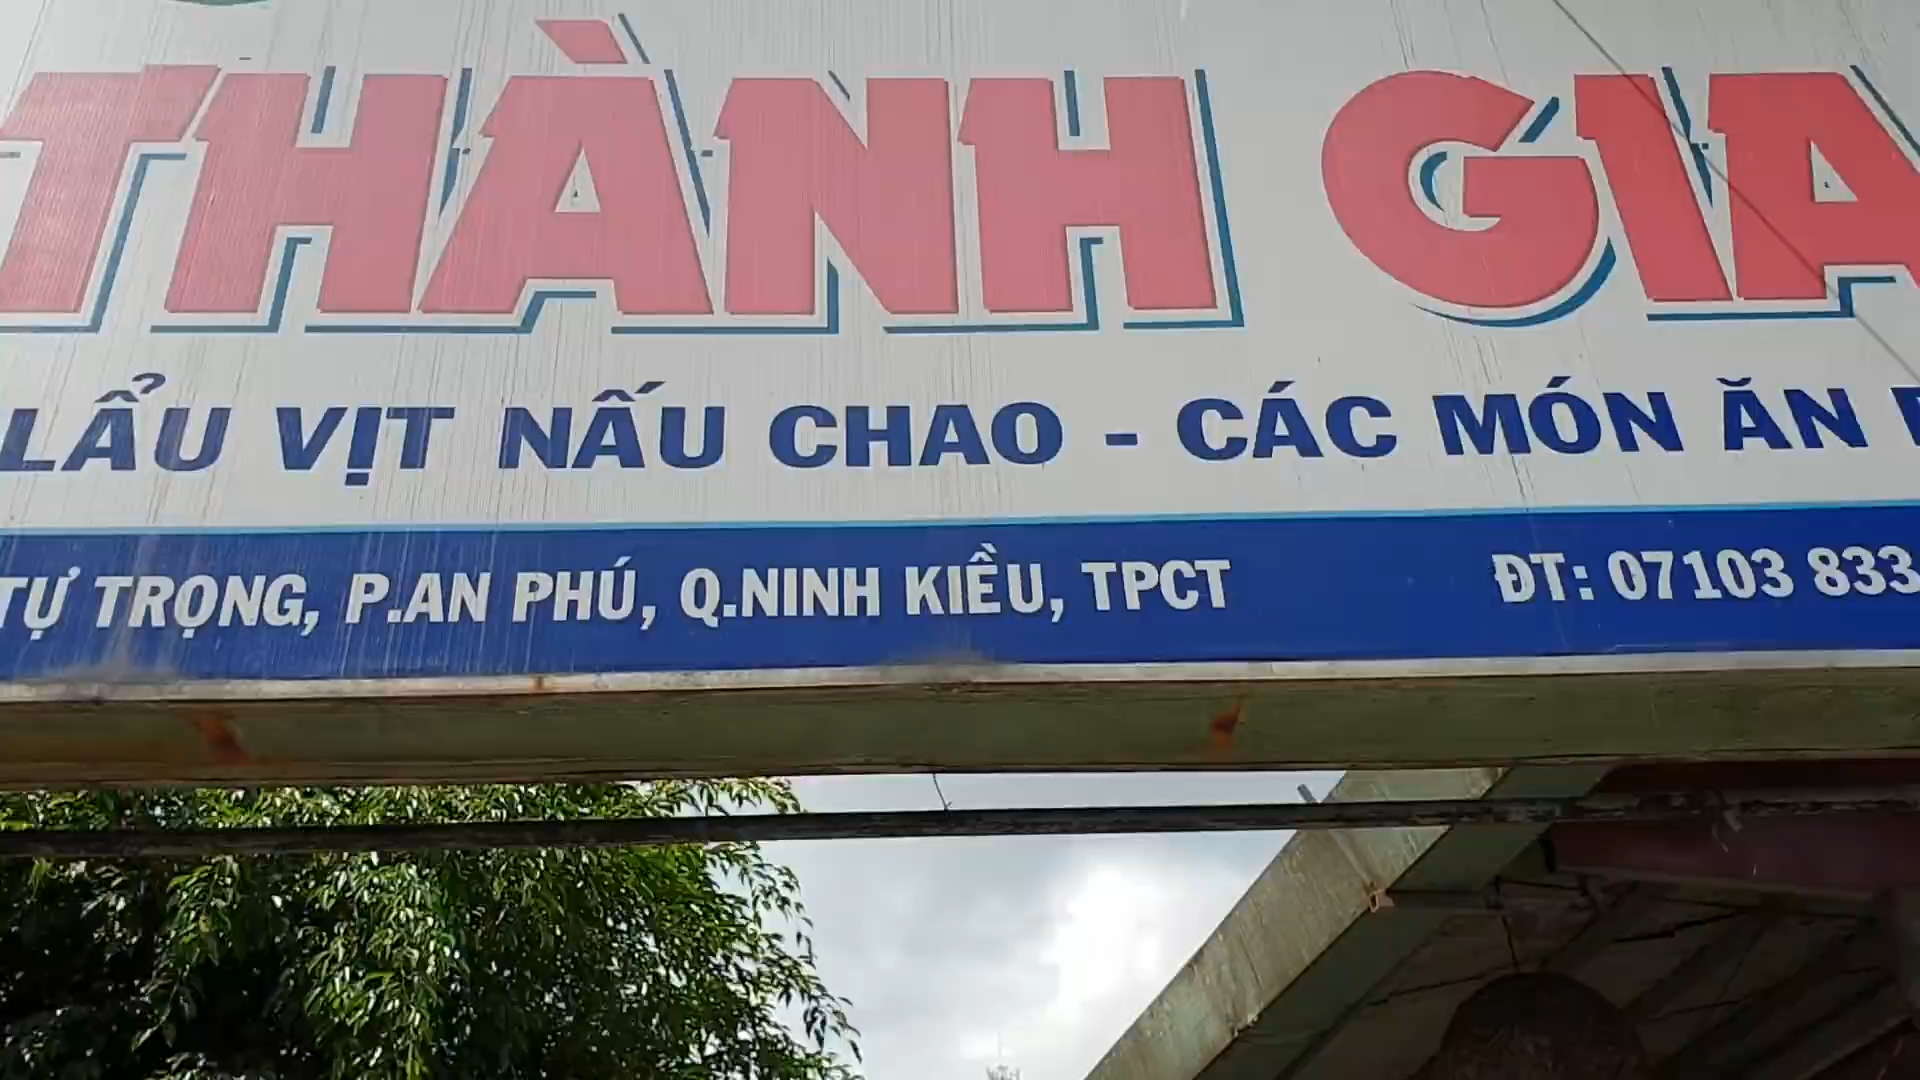 THÀNH GIA
LẨU VỊT NẤU CHAO - CÁC MÓN ĂN
TỰ TRỌNG, P.AN PHÚ, Q.NINH KIỀU, TPCT ĐT: 07103 833